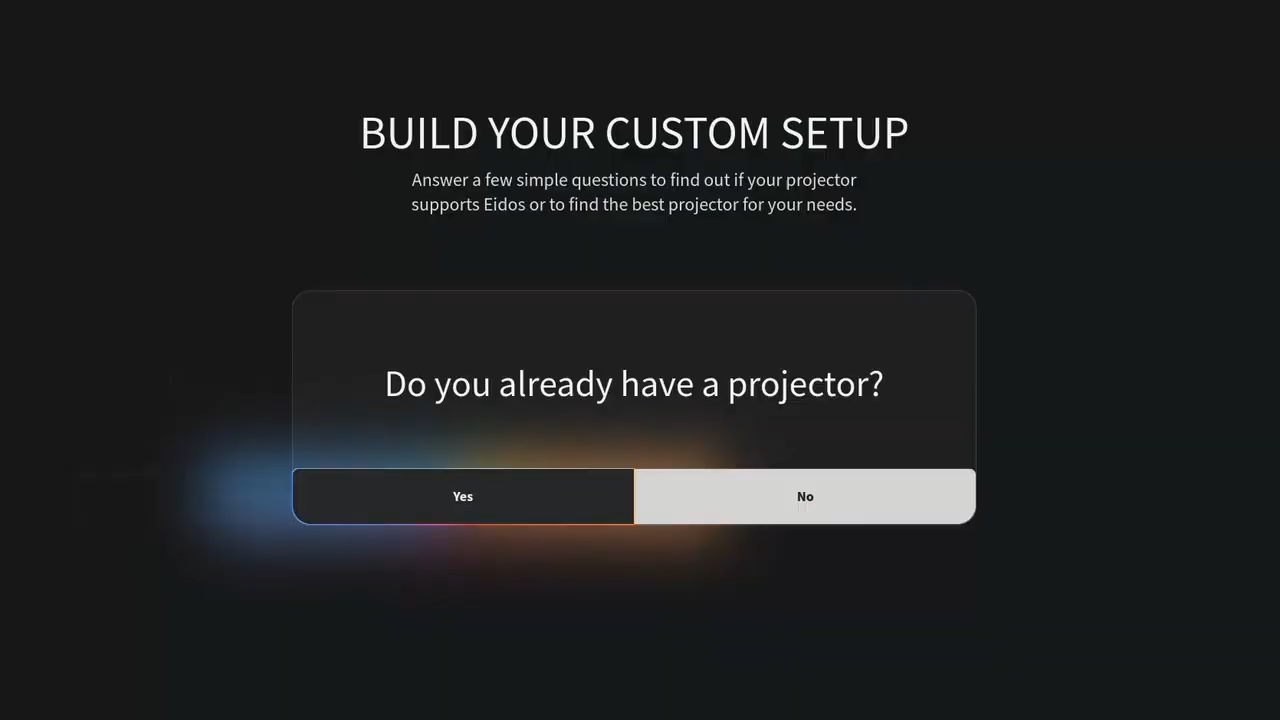 BUILD YOUR CUSTOM SETUP
Answer a few simple questions to find out if your projector
supports Eidos or to find the best projector for your needs.
Do you already have a projector?
Yes
No